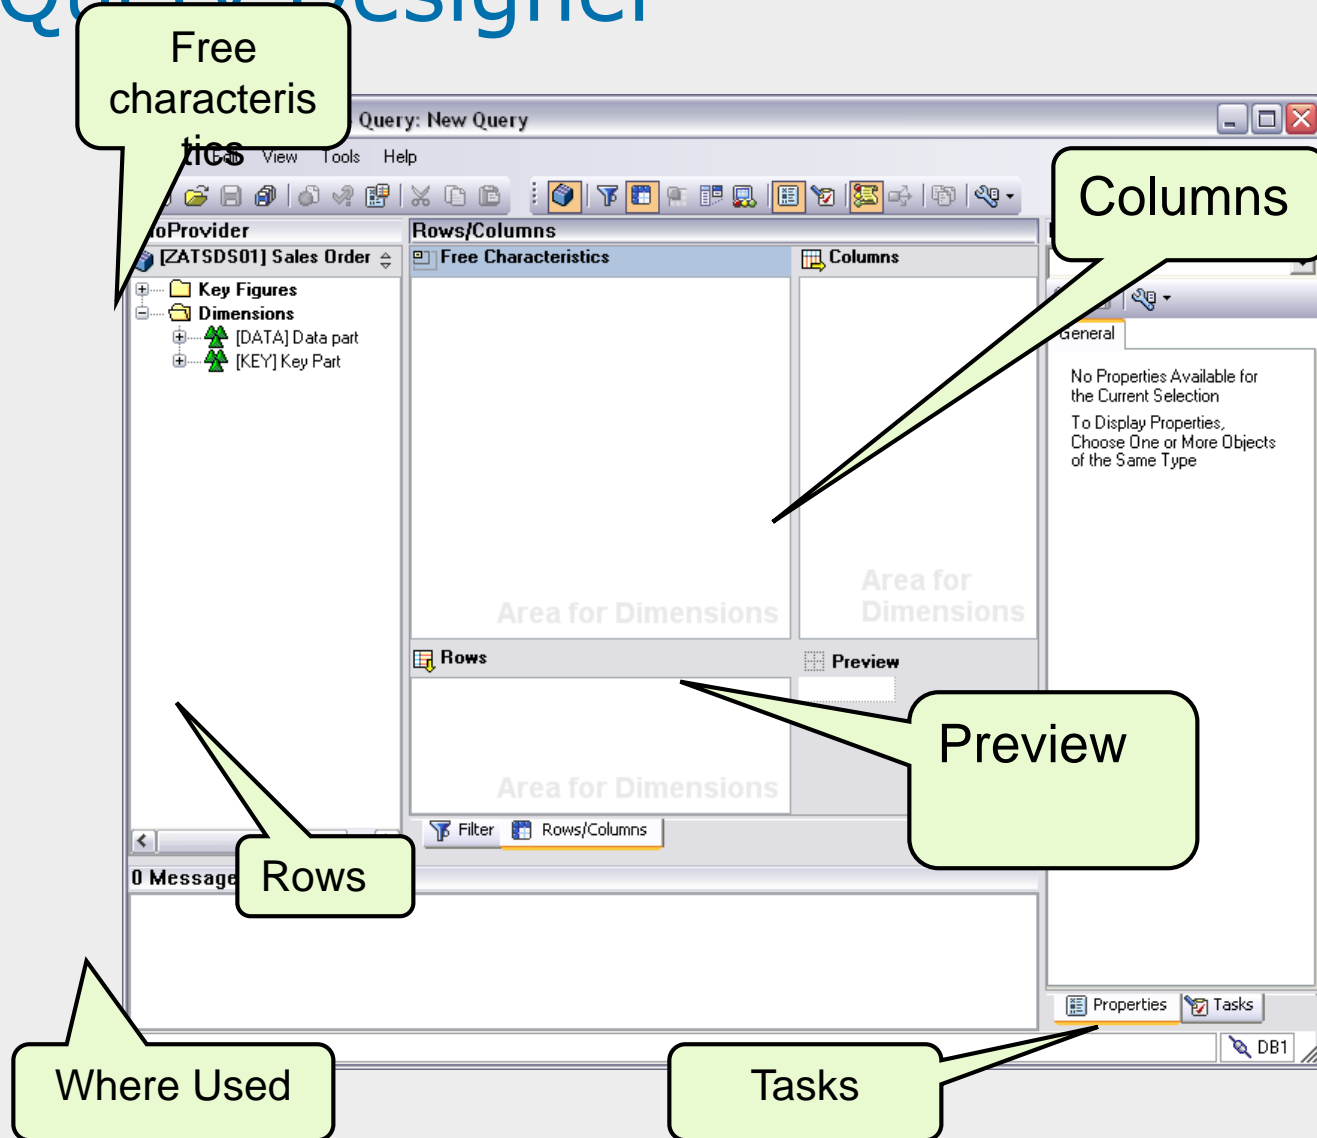 Query Designer
Free
characteris
tics
Query: New Query
View Tools Help
Columns
foProvider
Rows/Columns
[ZATSDS01] Sales Order
Free Characteristics
Columns
Key Figures
Dimensions
[DATA] Data part
[KEY] Key Part
General
No Properties Available for
the Current Selection
To Display Properties,
Choose One or More Objects
of the Same Type
Area for Dimensions
Area for
Dimensions
Rows
Preview
Preview
Area for Dimensions
Filter
Rows/Columns
Rows
0 Message
Properties
Tasks
DB1
Where Used
Tasks